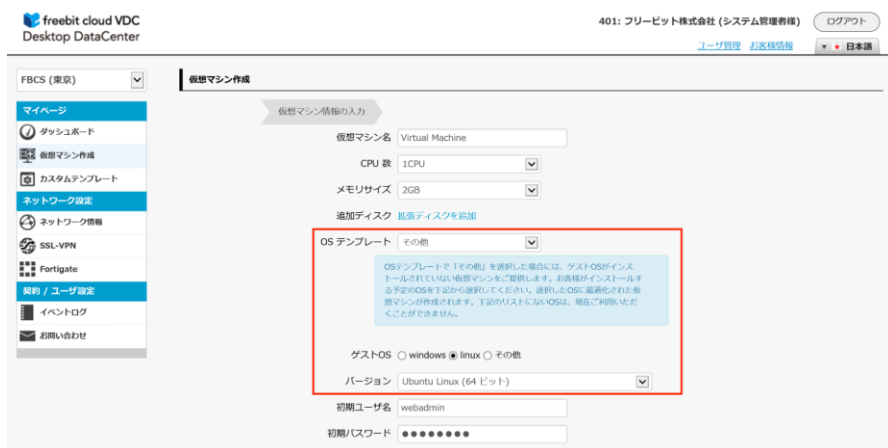 freebit cloud VDC
Desktop DataCenter
401: フリービット株式会社 (システム管理者様)
ログアウト
ユーザ管理 お客様情報
日本語
FBCS (東京)
仮想マシン作成
マイページ
ダッシュボード
仮想マシン作成
カスタムテンプレート
ネットワーク設定
ネットワーク情報
SSL-VPN
Fortigate
契約 / ユーザ設定
イベントログ
お問い合わせ
仮想マシン情報の入力
仮想マシン名 Virtual Machine
CPU 数 1CPU
メモリサイズ 2GB
追加ディスク 拡張ディスクを追加
OS テンプレート その他
OSテンプレートで「その他」を選択した場合には、ゲストOSがインス
トールされていない仮想マシンをご提供します。お客様がインストールす
る予定のOSを下記から選択してください。選択したOSに最適化された仮
想マシンが作成されます。下記のリストにないOSは、現在ご利用いただ
くことができません。
ゲストOS windows linux その他
バージョン Ubuntu Linux (64 ビット)
初期ユーザ名 webadmin
初期パスワード ●●●●●●●●